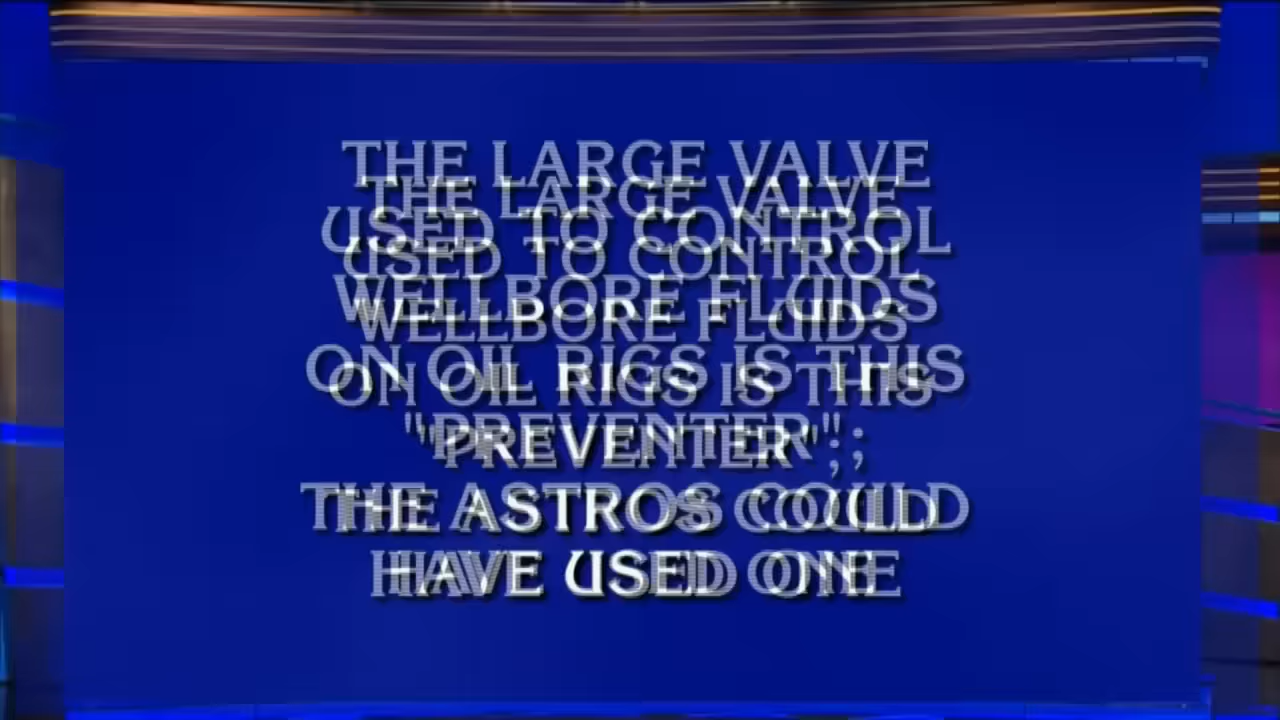 THE LARGE VALVE
USED TO CONTROL
WELLBORE FLUIDS
ON OIL RIGS IS THIS
"PREVENTER";
THE ASTROS COULD
HAVE USED ONE